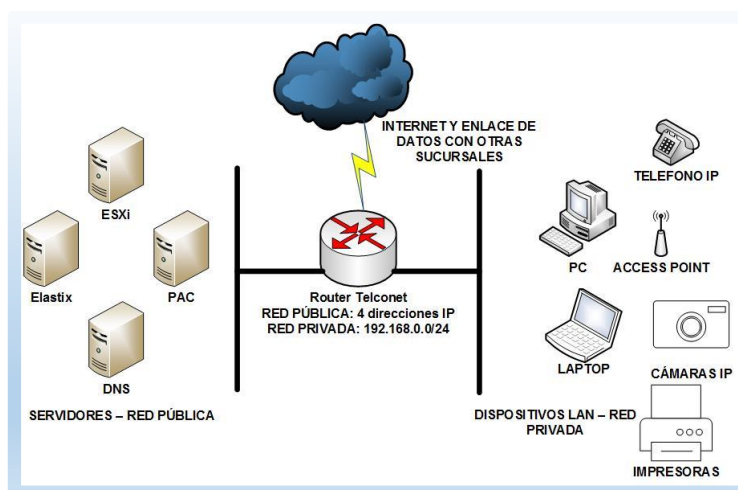 INTERNET Y ENLACE DE
DATOS CON OTRAS
SUCURSALES
ESXi
Elastix
PAC
DNS
SERVIDORES – RED PÚBLICA
Router Telconet
RED PÚBLICA: 4 direcciones IP
RED PRIVADA: 192.168.0.0/24
TELEFONO IP
PC
ACCESS POINT
LAPTOP
CÁMARAS IP
DISPOSITIVOS LAN – RED
PRIVADA
IMPRESORAS